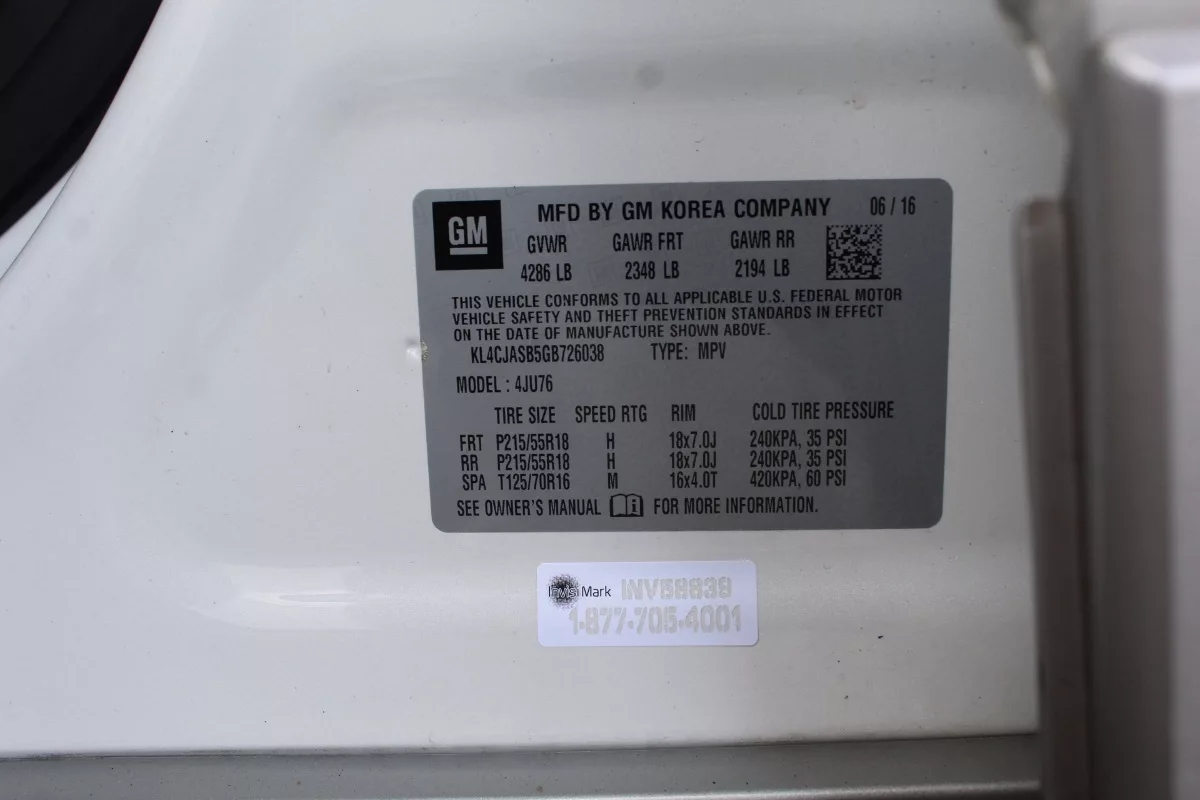 GM MFD BY GM KOREA COMPANY 06 / 16
GVWR GAWR FRT GAWR RR
4286 LB 2348 LB 2194 LB
THIS VEHICLE CONFORMS TO ALL APPLICABLE U.S. FEDERAL MOTOR
VEHICLE SAFETY AND THEFT PREVENTION STANDARDS IN EFFECT
ON THE DATE OF MANUFACTURE SHOWN ABOVE.
KL4CJASB5GB726038 TYPE: MPV
MODEL : 4JU76
TIRE SIZE SPEED RTG RIM COLD TIRE PRESSURE
FRT P215/55R18 H 18x7.0J 240KPA, 35 PSI
RR P215/55R18 H 18x7.0J 240KPA, 35 PSI
SPA T125/70R16 M 16x4.0T 420KPA, 60 PSI
SEE OWNER'S MANUAL i FOR MORE INFORMATION.
InvisiMark
1-877-705-4001